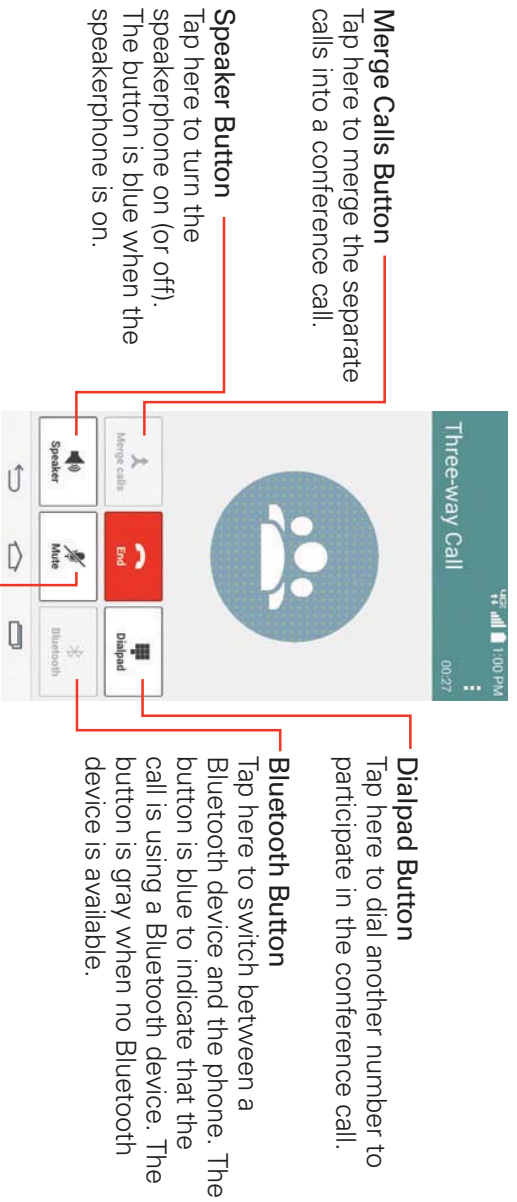 Merge Calls Button
Tap here to merge the separate
calls into a conference call.
Speaker Button
Tap here to turn the
speakerphone on (or off).
The button is blue when the
speakerphone is on.
4G 1:00 PM
Three-way Call
00:27
Merge calls
End
Dialpad
Speaker
Mute
Bluetooth
Dialpad Button
Tap here to dial another number to
participate in the conference call.
Bluetooth Button
Tap here to switch between a
Bluetooth device and the phone. The
button is blue to indicate that the
call is using a Bluetooth device. The
button is gray when no Bluetooth
device is available.